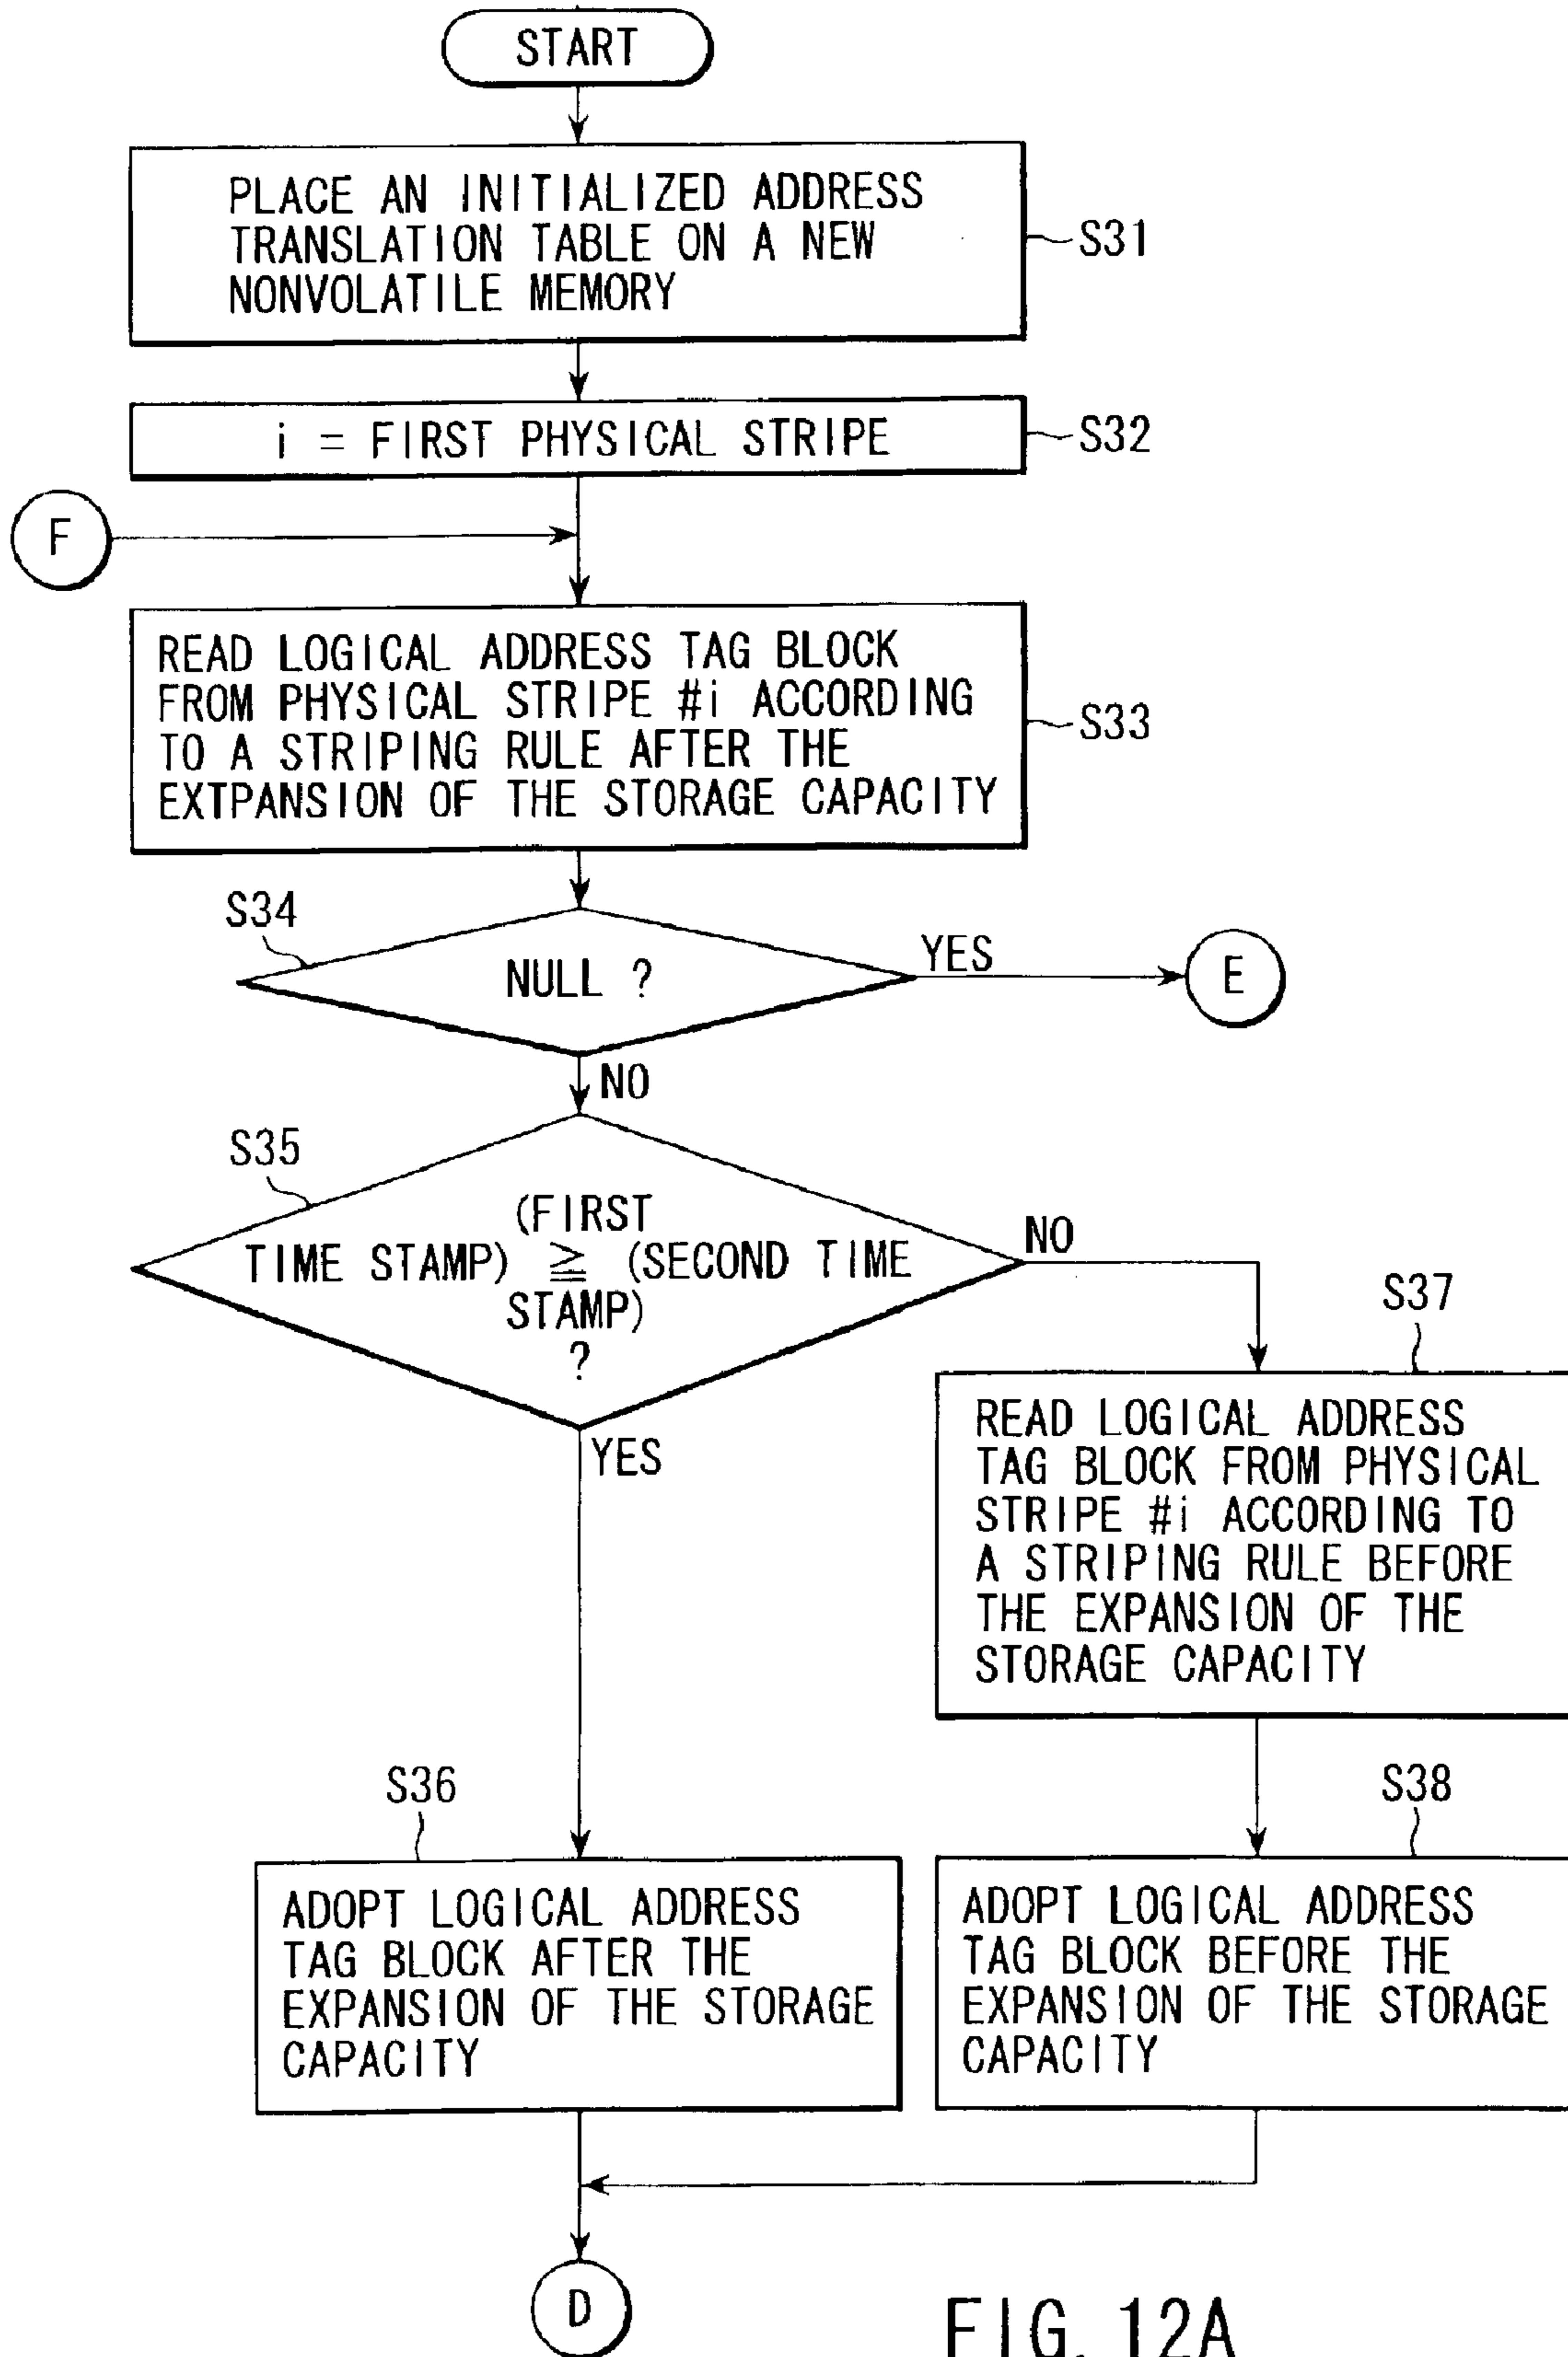 START
PLACE AN INITIALIZED ADDRESS
TRANSLATION TABLE ON A NEW
NONVOLATILE MEMORY
S31
i = FIRST PHYSICAL STRIPE
S32
F
READ LOGICAL ADDRESS TAG BLOCK
FROM PHYSICAL STRIPE #i ACCORDING
TO A STRIPING RULE AFTER THE
EXTPANSION OF THE STORAGE CAPACITY
S33
S34
NULL ?
YES
E
NO
S35
(FIRST
TIME STAMP) ≧ (SECOND TIME
STAMP)
?
NO
YES
S37
READ LOGICAL ADDRESS
TAG BLOCK FROM PHYSICAL
STRIPE #i ACCORDING TO
A STRIPING RULE BEFORE
THE EXPANSION OF THE
STORAGE CAPACITY
S36
ADOPT LOGICAL ADDRESS
TAG BLOCK AFTER THE
EXPANSION OF THE STORAGE
CAPACITY
S38
ADOPT LOGICAL ADDRESS
TAG BLOCK BEFORE THE
EXPANSION OF THE STORAGE
CAPACITY
D
FIG. 12A